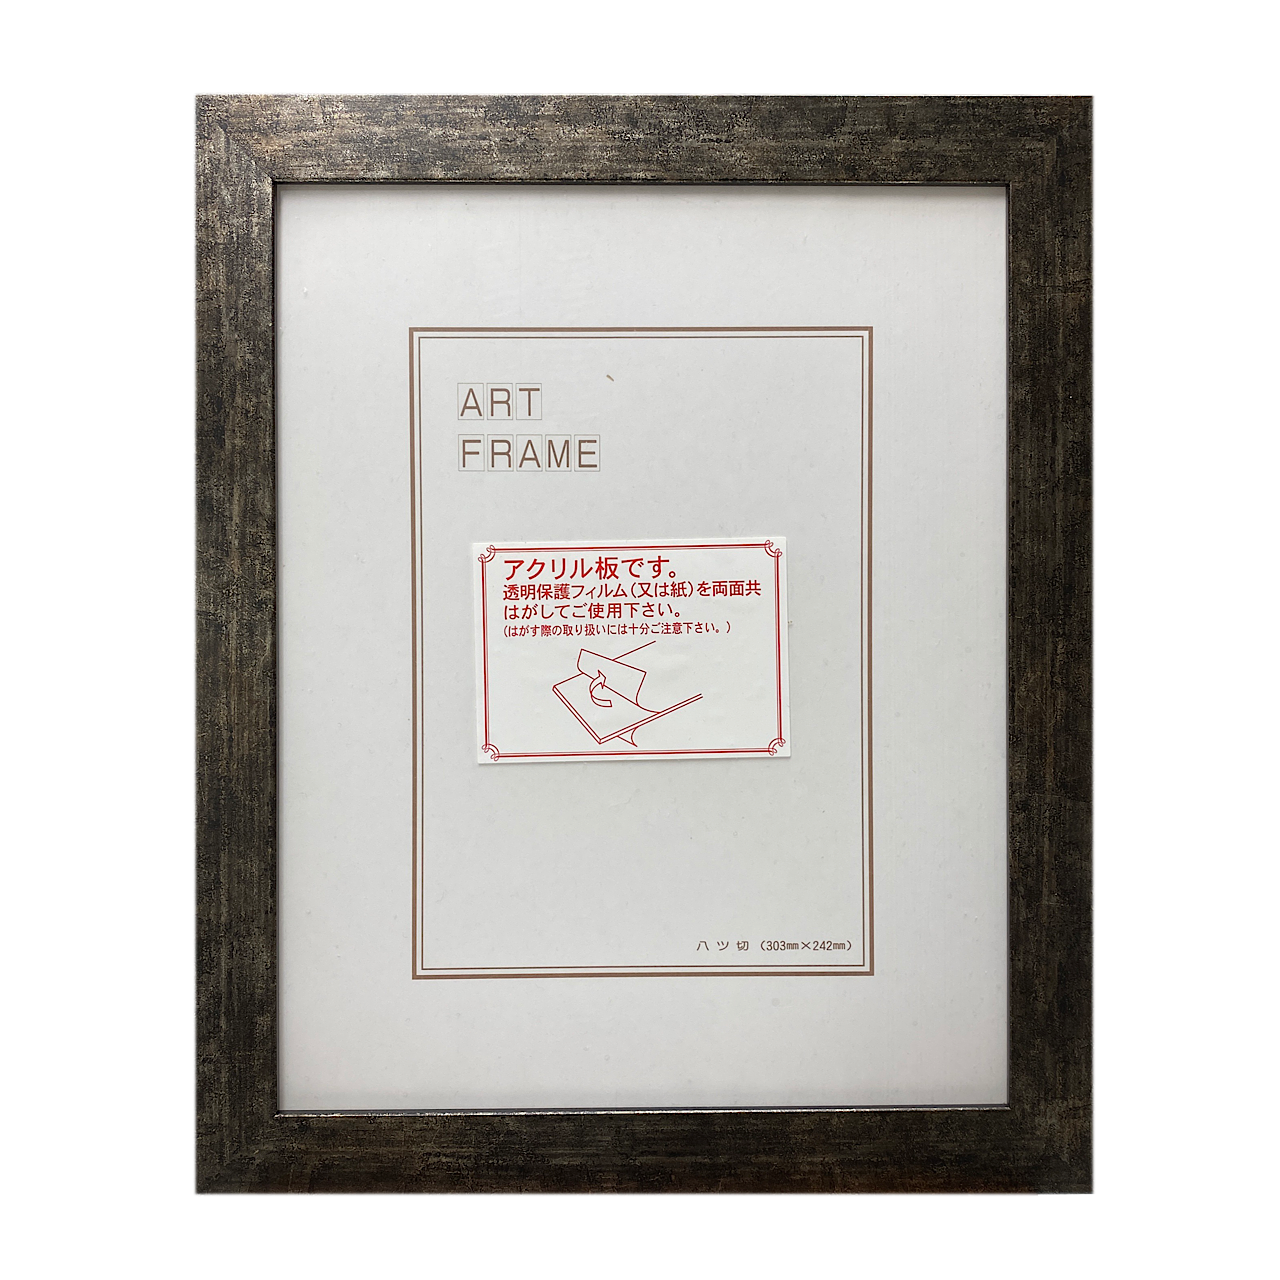 ART
FRAME
アクリル板です。
透明保護フィルム（又は紙）を両面共
はがしてご使用下さい。
（はがす際の取り扱いには十分ご注意下さい。）
八ツ切（303㎜×242㎜）